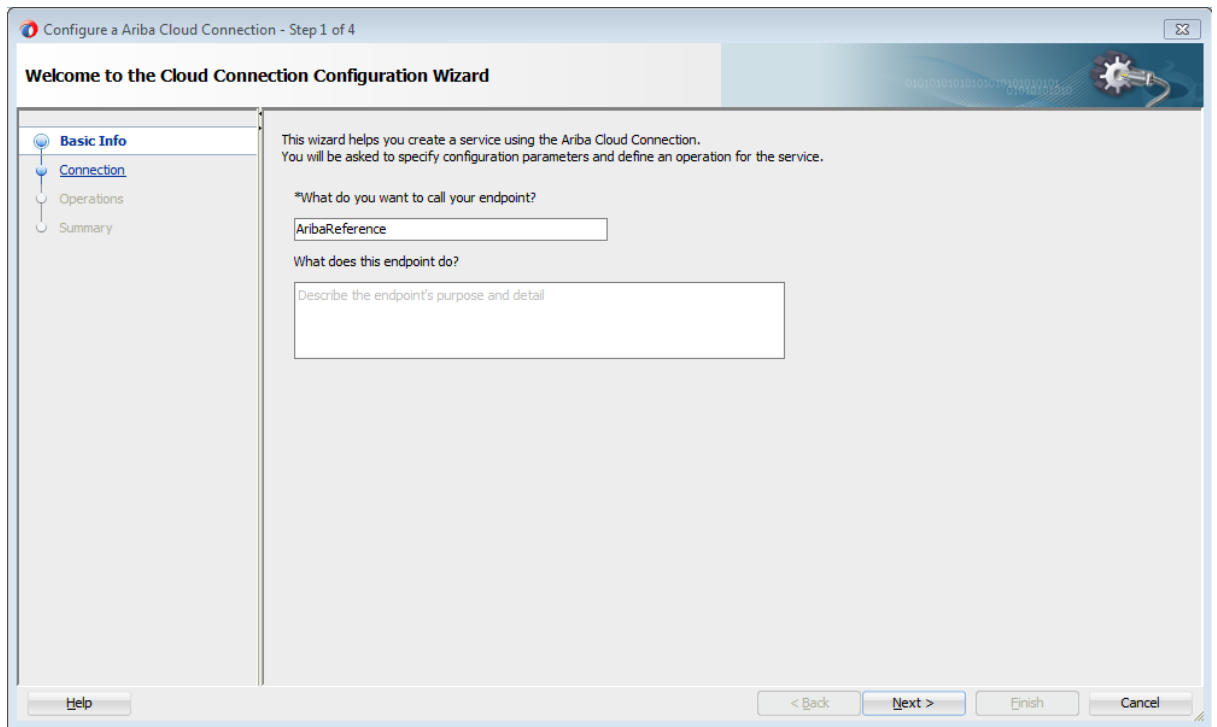 Configure a Ariba Cloud Connection - Step 1 of 4
Welcome to the Cloud Connection Configuration Wizard
Basic Info
Connection
Operations
Summary
This wizard helps you create a service using the Ariba Cloud Connection.
You will be asked to specify configuration parameters and define an operation for the service.
*What do you want to call your endpoint?
AribaReference
What does this endpoint do?
Describe the endpoint's purpose and detail
Help
< Back
Next >
Finish
Cancel